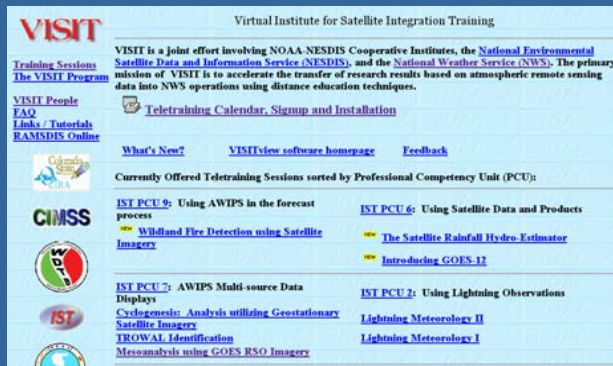 VISIT
Virtual Institute for Satellite Integration Training
VISIT is a joint effort involving NOAA-NESDIS Cooperative Institutes, the National Environmental
Satellite Data and Information Service (NESDIS), and the National Weather Service (NWS). The primary
mission of VISIT is to accelerate the transfer of research results based on atmospheric remote sensing
data into NWS operations using distance education techniques.
Training Sessions
The VISIT Program
VISIT People
FAQ
Links / Tutorials
RAMSDIS Online
Teletraining Calendar, Signup and Installation
What's New?
VISITview software homepage
Feedback
Currently Offered Teletraining Sessions sorted by Professional Competency Unit (PCU):
Colorado
State
CIRA
CIMSS
WDTB
IST
IST PCU 9: Using AWIPS in the forecast
process
NEW Wildland Fire Detection using Satellite
Imagery
IST PCU 6: Using Satellite Data and Products
NEW The Satellite Rainfall Hydro-Estimator
NEW Introducing GOES-12
IST PCU 7: AWIPS Multi-source Data
Displays
Cyclogenesis: Analysis utilizing Geostationary
Satellite Imagery
TROWAL Identification
Mesoanalysis using GOES RSO Imagery
IST PCU 2: Using Lightning Observations
Lightning Meteorology II
Lightning Meteorology I